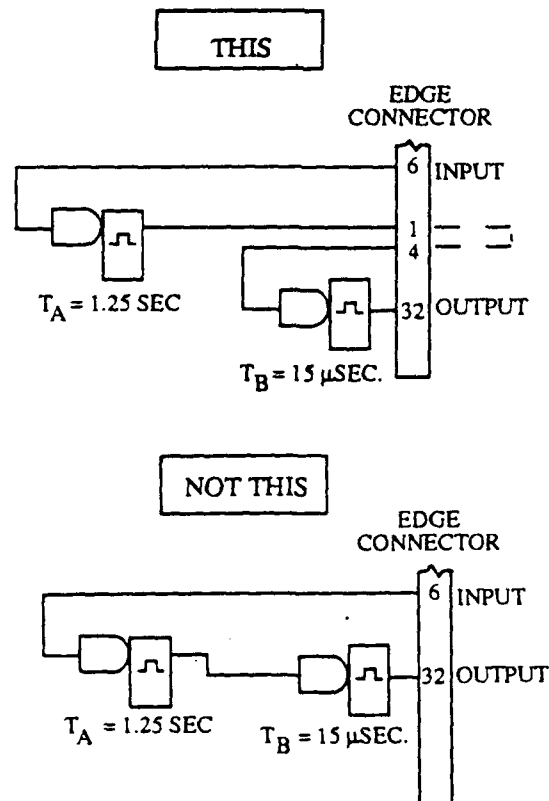 THIS
EDGE
CONNECTOR
6 INPUT
1
4
T_A = 1.25 SEC
32 OUTPUT
T_B = 15 µSEC.
NOT THIS
EDGE
CONNECTOR
6 INPUT
32 OUTPUT
T_A = 1.25 SEC
T_B = 15 µSEC.